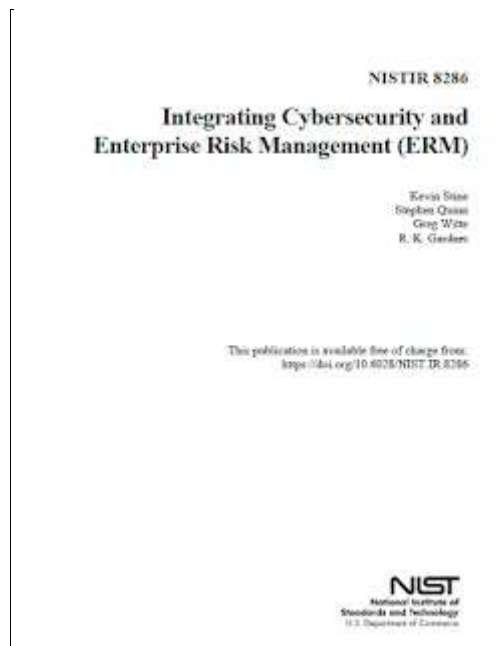 NISTIR 8286
Integrating Cybersecurity and
Enterprise Risk Management (ERM)
Kevin Stine
Stephen Quinn
Greg Witte
R. K. Gardner
This publication is available free of charge from:
https://doi.org/10.6028/NIST.IR.8286
NIST
National Institute of
Standards and Technology
U.S. Department of Commerce